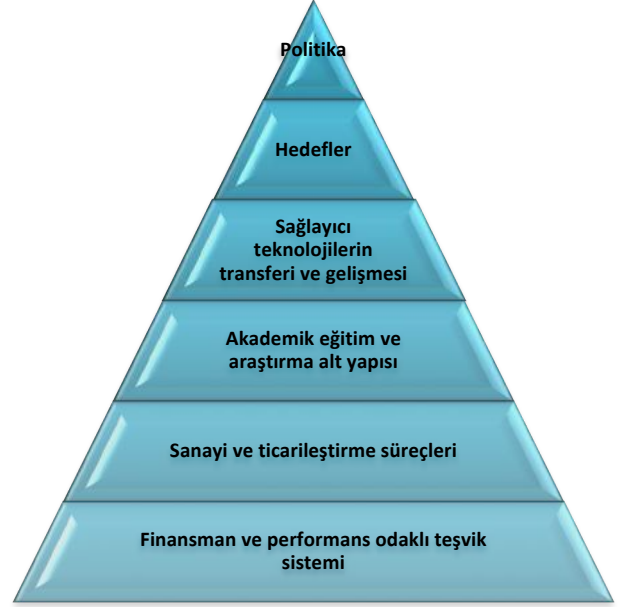 Politika
Hedefler
Sağlayıcı
teknolojilerin
transferi ve gelişmesi
Akademik eğitim ve
araştırma alt yapısı
Sanayi ve ticarileştirme süreçleri
Finansman ve performans odaklı teşvik
sistemi